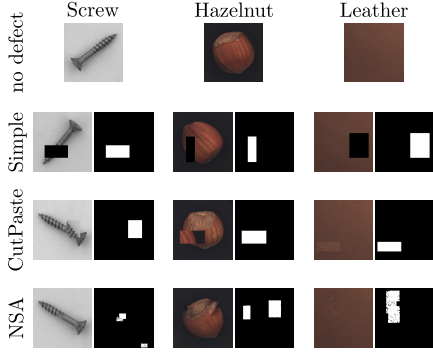 Screw Hazelnut Leather
no defect
Simple
CutPaste
NSA